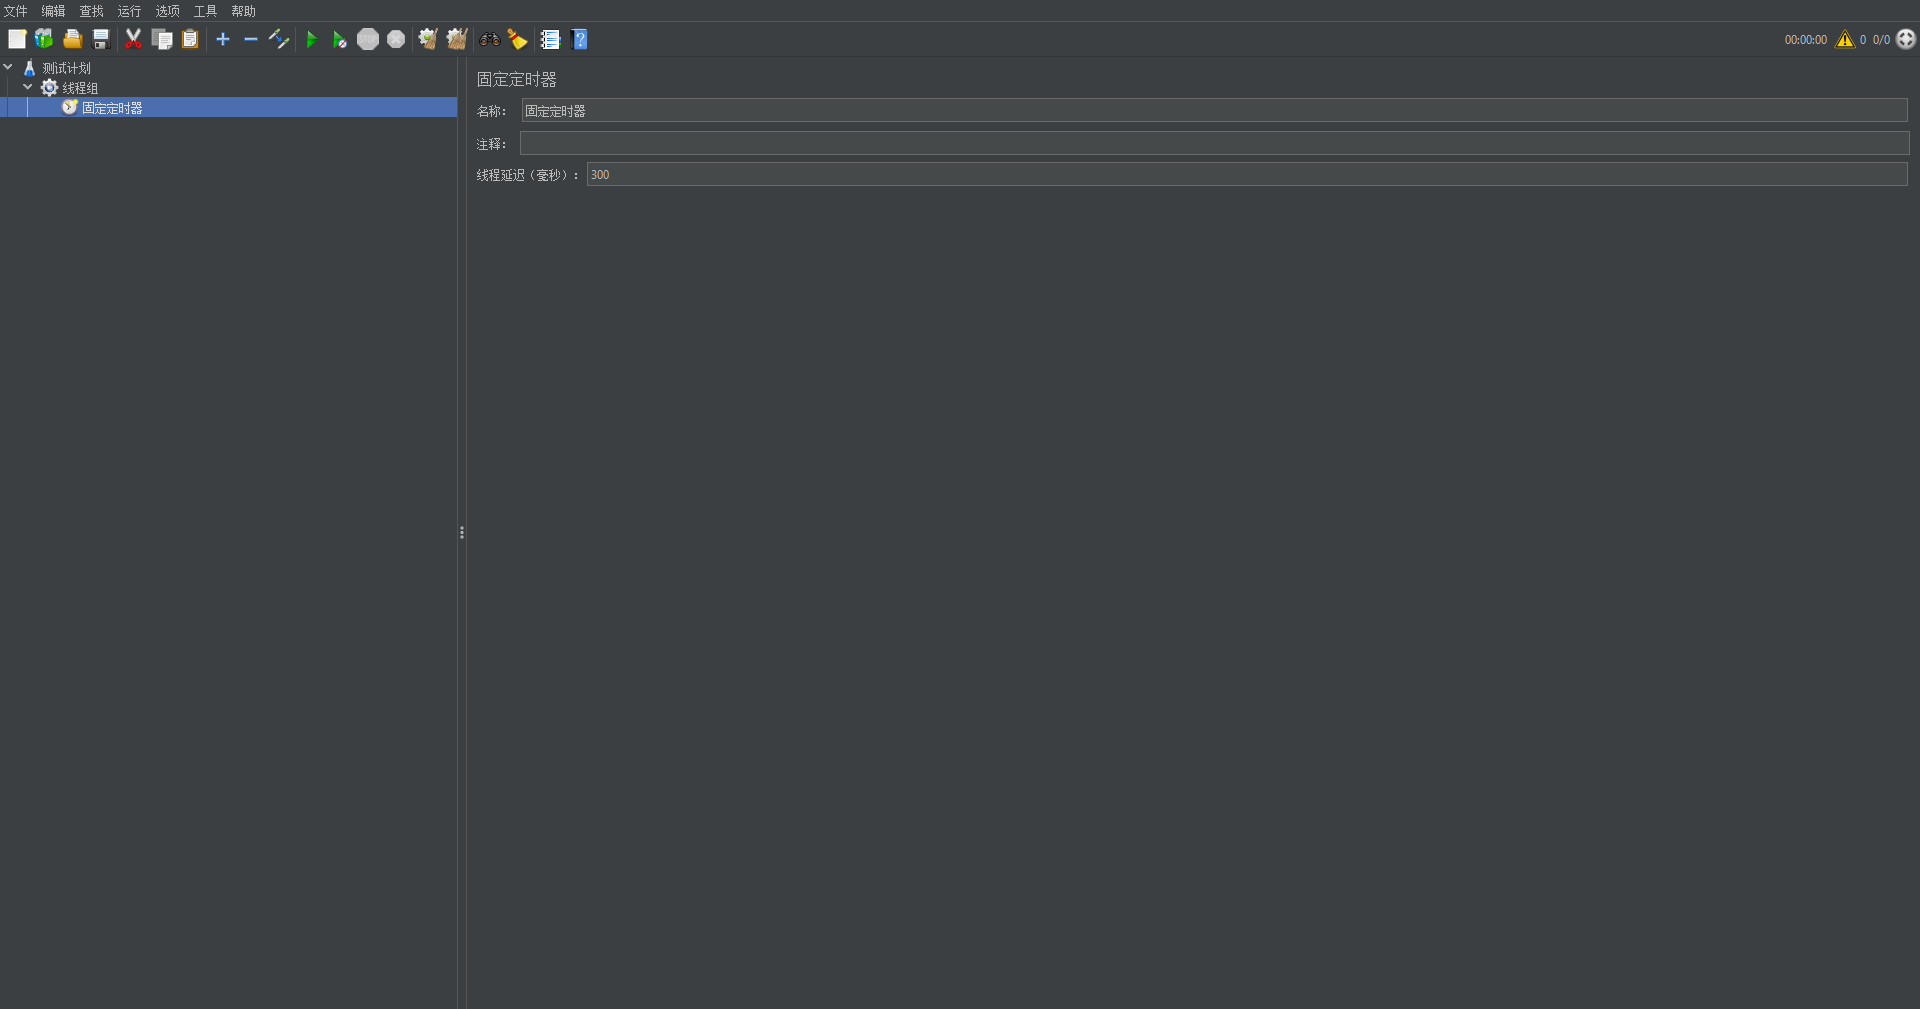 文件 编辑 查找 运行 选项 工具 帮助
00:00:00 0 0/0
测试计划
线程组
固定定时器
固定定时器
名称： 固定定时器
注释：
线程延迟（毫秒）： 300